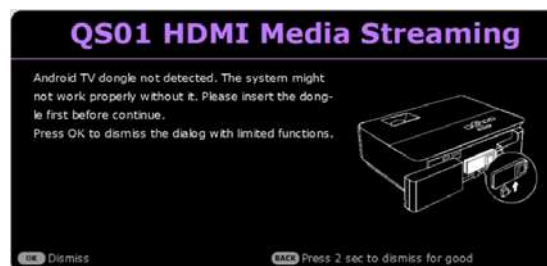 QS01 HDMI Media Streaming
Android TV dongle not detected. The system might
not work properly without it. Please insert the dong-
le first before continue.
Press OK to dismiss the dialog with limited functions.
OK Dismiss
BACK Press 2 sec to dismiss for good